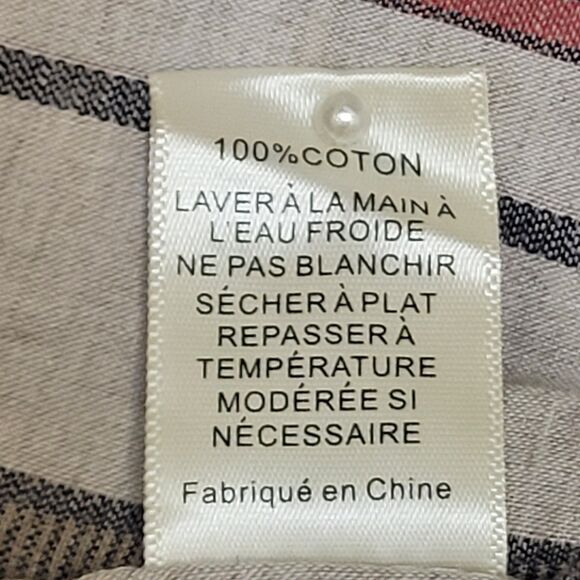 100%COTON
LAVER À LA MAIN À
L'EAU FROIDE
NE PAS BLANCHIR
SÉCHER À PLAT
REPASSER À
TEMPÉRATURE
MODÉRÉE SI
NÉCESSAIRE
Fabriqué en Chine